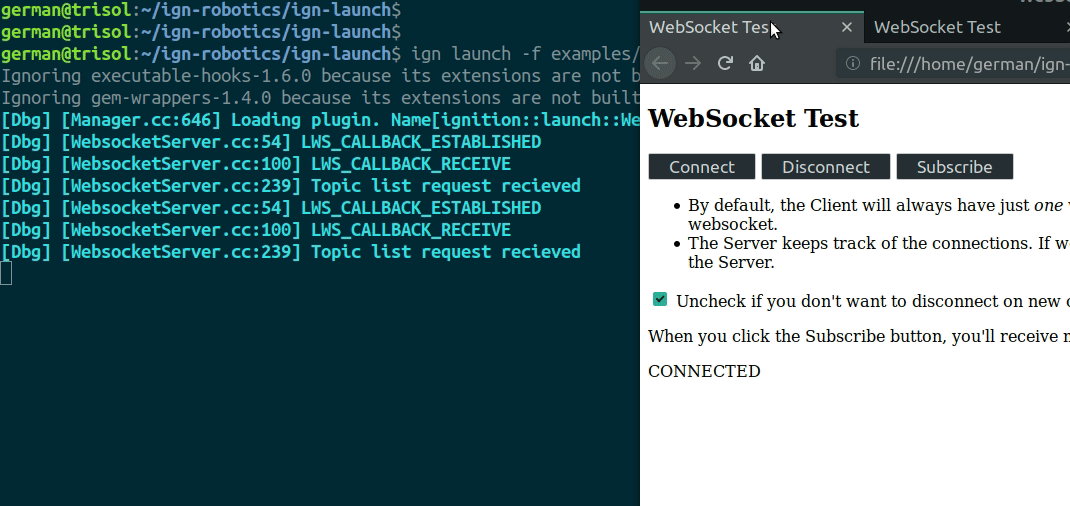 german@trisol:~/ign-robotics/ign-launch$
german@trisol:~/ign-robotics/ign-launch$
german@trisol:~/ign-robotics/ign-launch$ ign launch -f examples/
Ignoring executable-hooks-1.6.0 because its extensions are not b
Ignoring gem-wrappers-1.4.0 because its extensions are not built
[Dbg] [Manager.cc:646] Loading plugin. Name[ignition::launch::We
[Dbg] [WebsocketServer.cc:54] LWS_CALLBACK_ESTABLISHED
[Dbg] [WebsocketServer.cc:100] LWS_CALLBACK_RECEIVE
[Dbg] [WebsocketServer.cc:239] Topic list request recieved
[Dbg] [WebsocketServer.cc:54] LWS_CALLBACK_ESTABLISHED
[Dbg] [WebsocketServer.cc:100] LWS_CALLBACK_RECEIVE
[Dbg] [WebsocketServer.cc:239] Topic list request recieved
WebSocket Tes
WebSocket Test
file:///home/german/ign-
WebSocket Test
Connect
Disconnect
Subscribe
By default, the Client will always have just one
websocket.
The Server keeps track of the connections. If w
the Server.
Uncheck if you don't want to disconnect on new
When you click the Subscribe button, you'll receive
CONNECTED